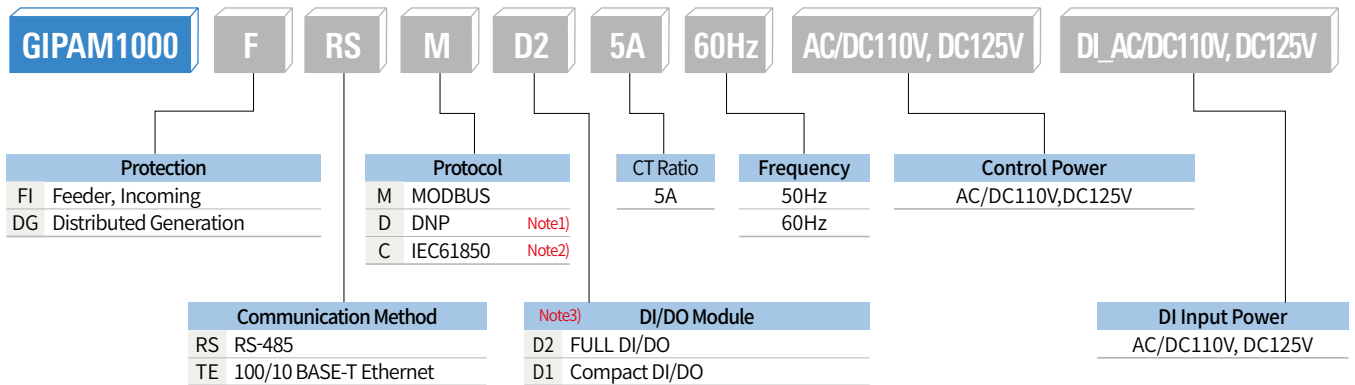 GIPAM1000 F RS M D2 5A 60Hz AC/DC110V, DC125V DI_AC/DC110V, DC125V
Protection
FI Feeder, Incoming
DG Distributed Generation
Protocol
M MODBUS
D DNP Note1)
C IEC61850 Note2)
CT Ratio
5A
Frequency
50Hz
60Hz
Control Power
AC/DC110V,DC125V
Communication Method
RS RS-485
TE 100/10 BASE-T Ethernet
Note3) DI/DO Module
D2 FULL DI/DO
D1 Compact DI/DO
DI Input Power
AC/DC110V, DC125V